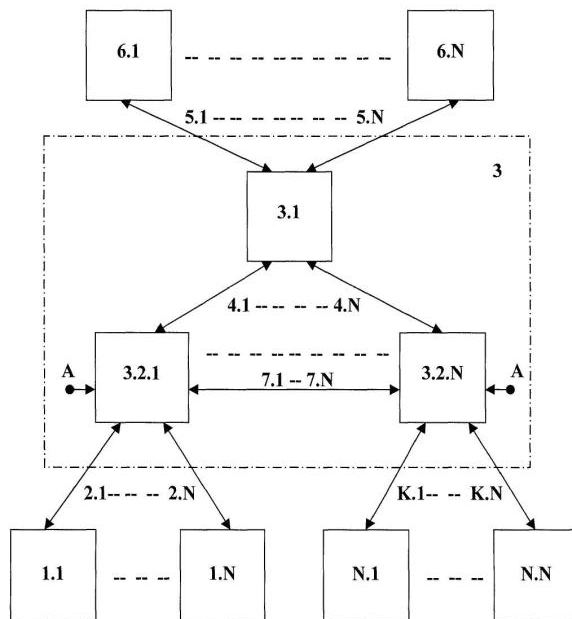 6.1 -- -- -- -- -- -- -- -- -- 6.N
5.1 -- -- -- -- -- -- -- 5.N
3
3.1
4.1 -- -- -- -- 4.N
A 3.2.1 -- -- -- -- -- -- -- -- -- 3.2.N A
7.1 -- 7.N
2.1 -- -- -- 2.N K.1 -- -- -- K.N
1.1 -- -- -- 1.N N.1 -- -- -- N.N